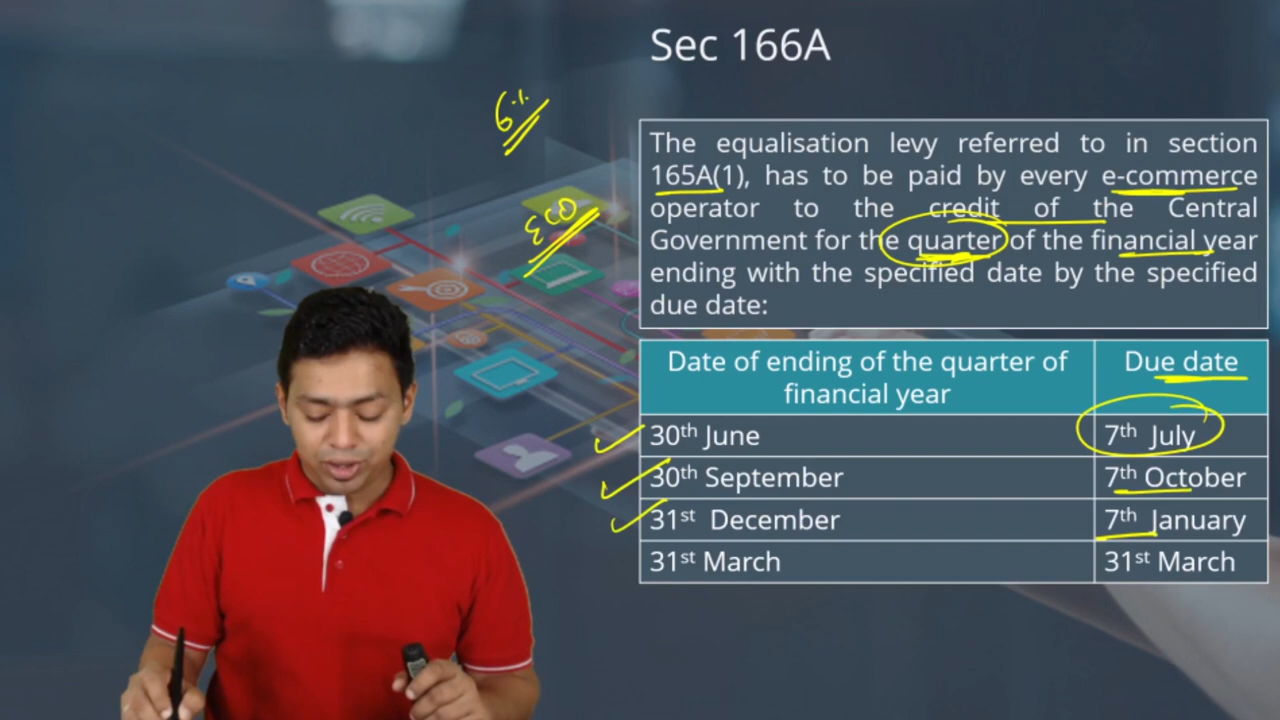 Sec 166A
6%
The equalisation levy referred to in section
165A(1), has to be paid by every e-commerce
operator to the credit of the Central
Government for the quarter of the financial year
ending with the specified date by the specified
due date:
ECO
Date of ending of the quarter of
financial year
Due date
30th June
7th July
30th September
7th October
31st December
7th January
31st March
31st March